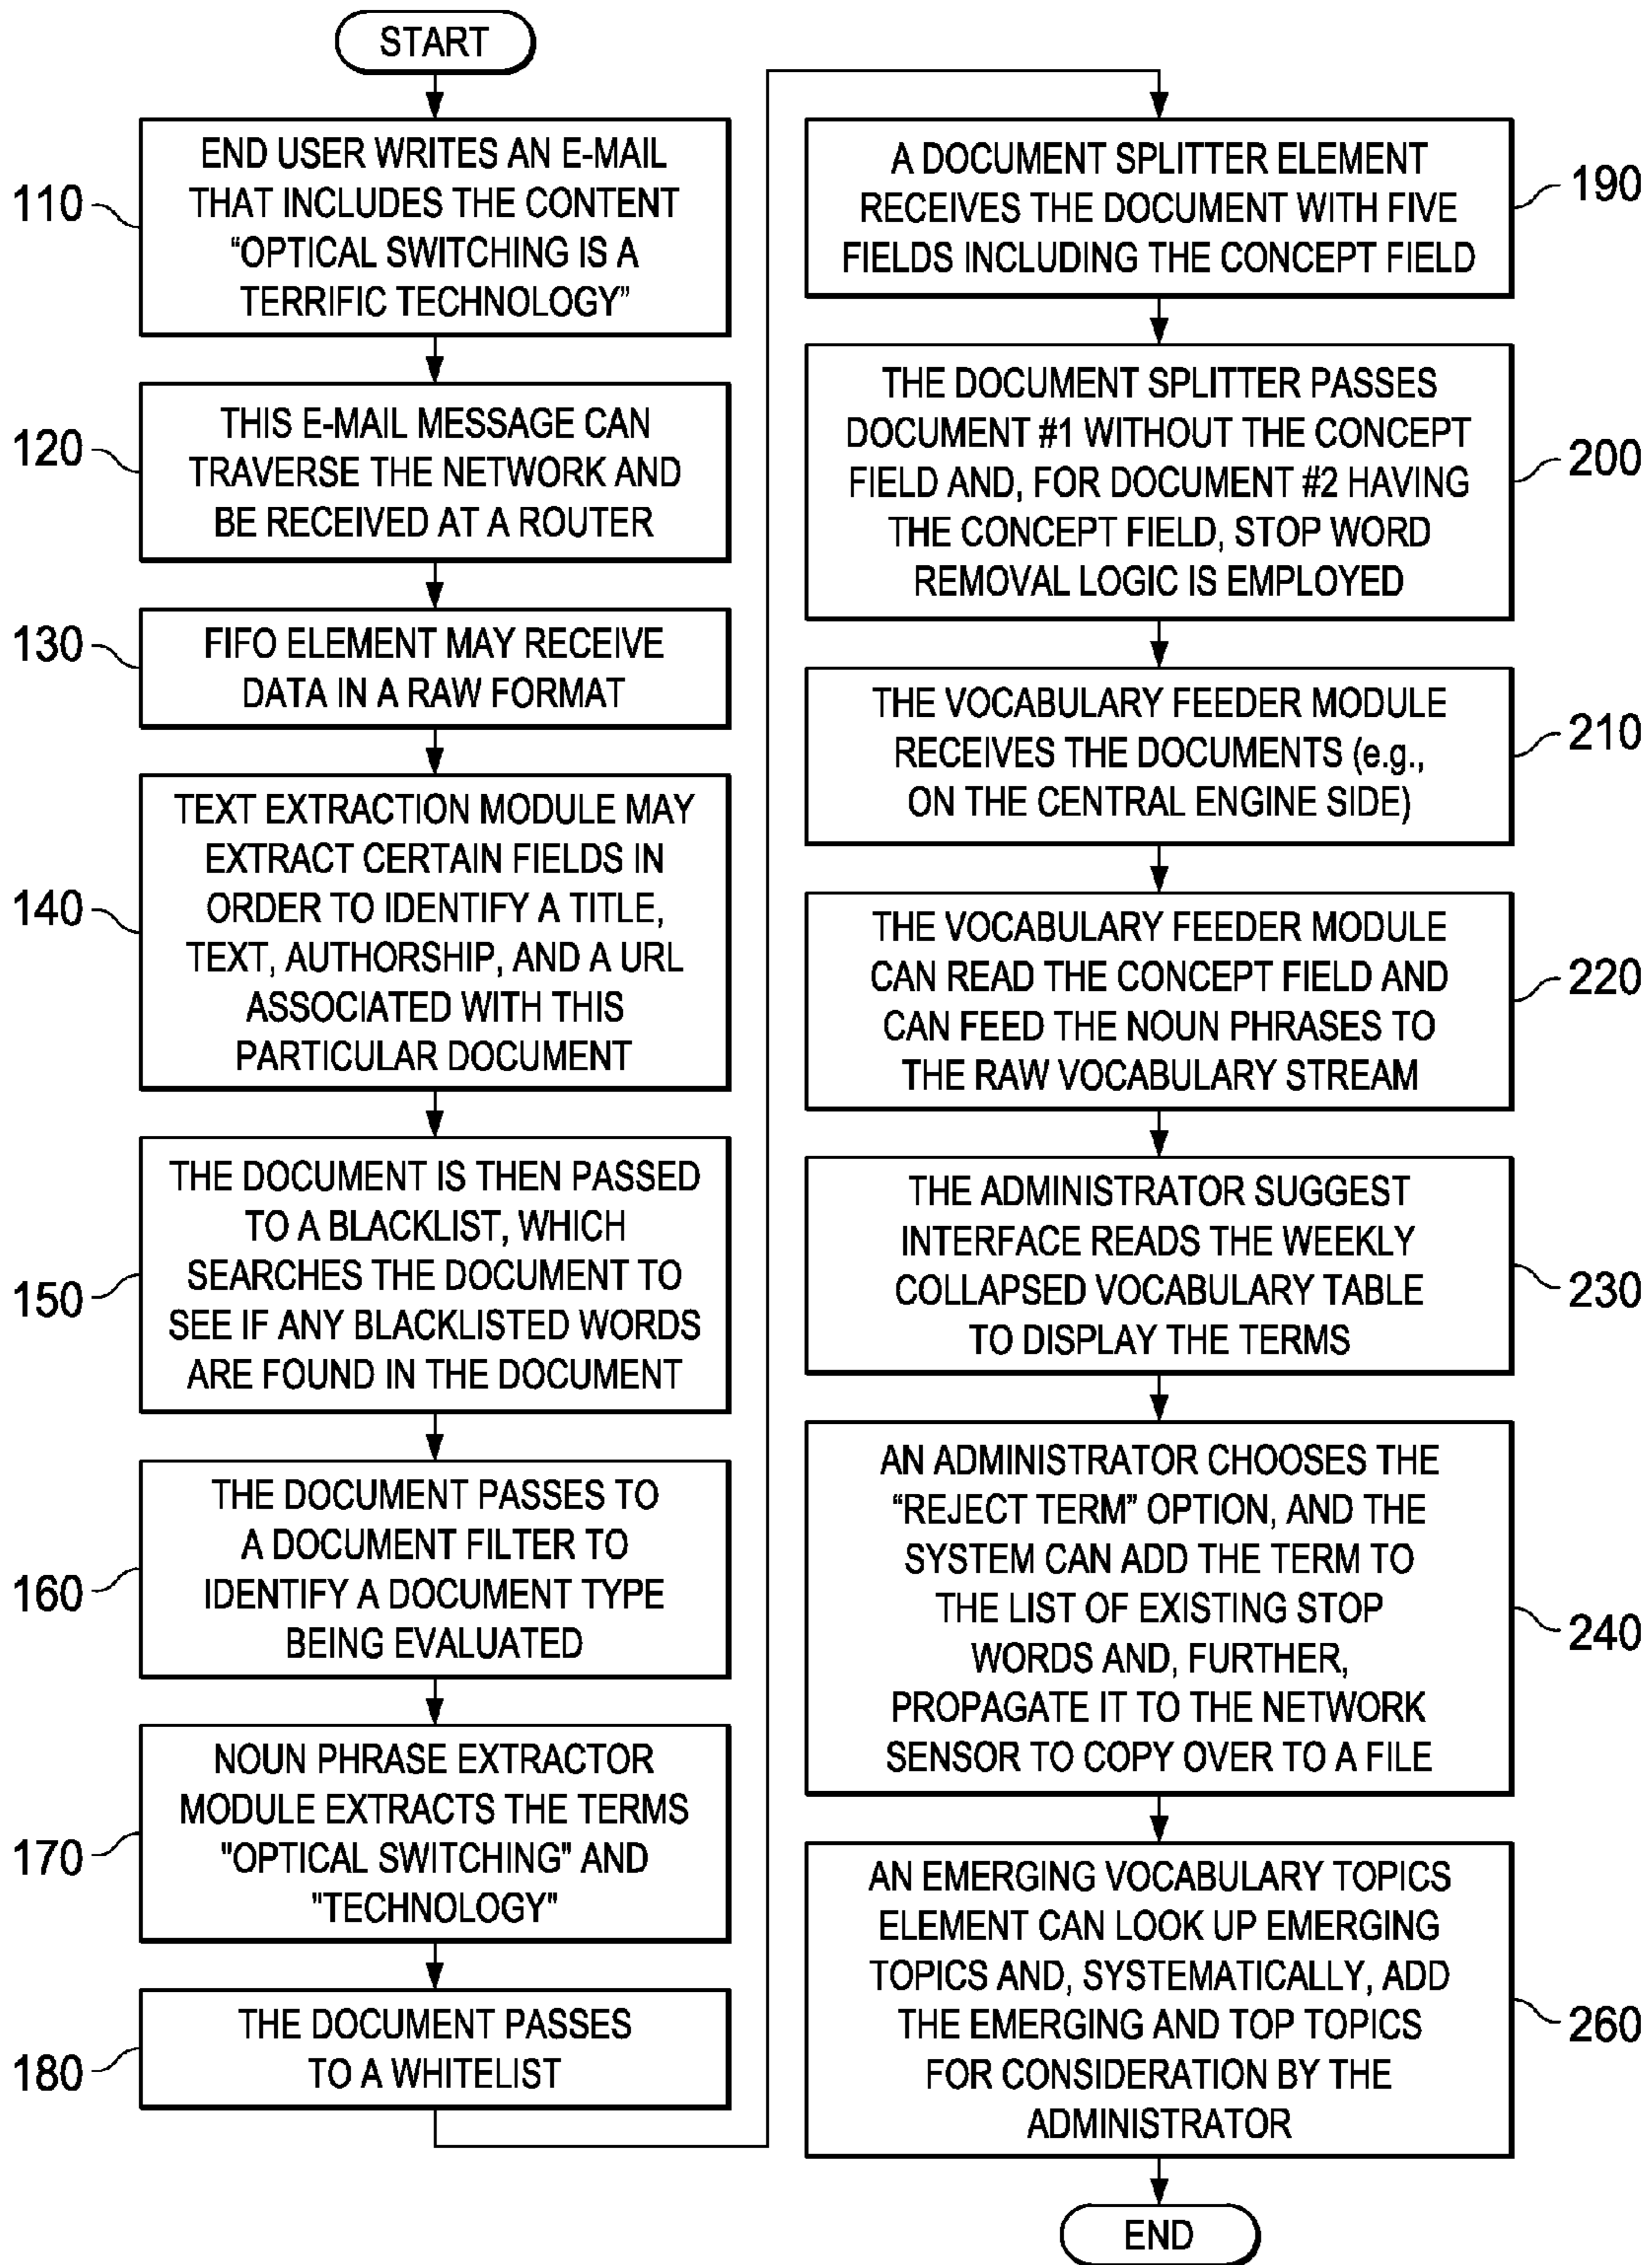 START
110
END USER WRITES AN E-MAIL
THAT INCLUDES THE CONTENT
“OPTICAL SWITCHING IS A
TERRIFIC TECHNOLOGY”
120
THIS E-MAIL MESSAGE CAN
TRAVERSE THE NETWORK AND
BE RECEIVED AT A ROUTER
130
FIFO ELEMENT MAY RECEIVE
DATA IN A RAW FORMAT
140
TEXT EXTRACTION MODULE MAY
EXTRACT CERTAIN FIELDS IN
ORDER TO IDENTIFY A TITLE,
TEXT, AUTHORSHIP, AND A URL
ASSOCIATED WITH THIS
PARTICULAR DOCUMENT
150
THE DOCUMENT IS THEN PASSED
TO A BLACKLIST, WHICH
SEARCHES THE DOCUMENT TO
SEE IF ANY BLACKLISTED WORDS
ARE FOUND IN THE DOCUMENT
160
THE DOCUMENT PASSES TO
A DOCUMENT FILTER TO
IDENTIFY A DOCUMENT TYPE
BEING EVALUATED
170
NOUN PHRASE EXTRACTOR
MODULE EXTRACTS THE TERMS
"OPTICAL SWITCHING" AND
"TECHNOLOGY"
180
THE DOCUMENT PASSES
TO A WHITELIST
A DOCUMENT SPLITTER ELEMENT
RECEIVES THE DOCUMENT WITH FIVE
FIELDS INCLUDING THE CONCEPT FIELD
190
THE DOCUMENT SPLITTER PASSES
DOCUMENT #1 WITHOUT THE CONCEPT
FIELD AND, FOR DOCUMENT #2 HAVING
THE CONCEPT FIELD, STOP WORD
REMOVAL LOGIC IS EMPLOYED
200
THE VOCABULARY FEEDER MODULE
RECEIVES THE DOCUMENTS (e.g.,
ON THE CENTRAL ENGINE SIDE)
210
THE VOCABULARY FEEDER MODULE
CAN READ THE CONCEPT FIELD AND
CAN FEED THE NOUN PHRASES TO
THE RAW VOCABULARY STREAM
220
THE ADMINISTRATOR SUGGEST
INTERFACE READS THE WEEKLY
COLLAPSED VOCABULARY TABLE
TO DISPLAY THE TERMS
230
AN ADMINISTRATOR CHOOSES THE
“REJECT TERM” OPTION, AND THE
SYSTEM CAN ADD THE TERM TO
THE LIST OF EXISTING STOP
WORDS AND, FURTHER,
PROPAGATE IT TO THE NETWORK
SENSOR TO COPY OVER TO A FILE
240
AN EMERGING VOCABULARY TOPICS
ELEMENT CAN LOOK UP EMERGING
TOPICS AND, SYSTEMATICALLY, ADD
THE EMERGING AND TOP TOPICS
FOR CONSIDERATION BY THE
ADMINISTRATOR
260
END